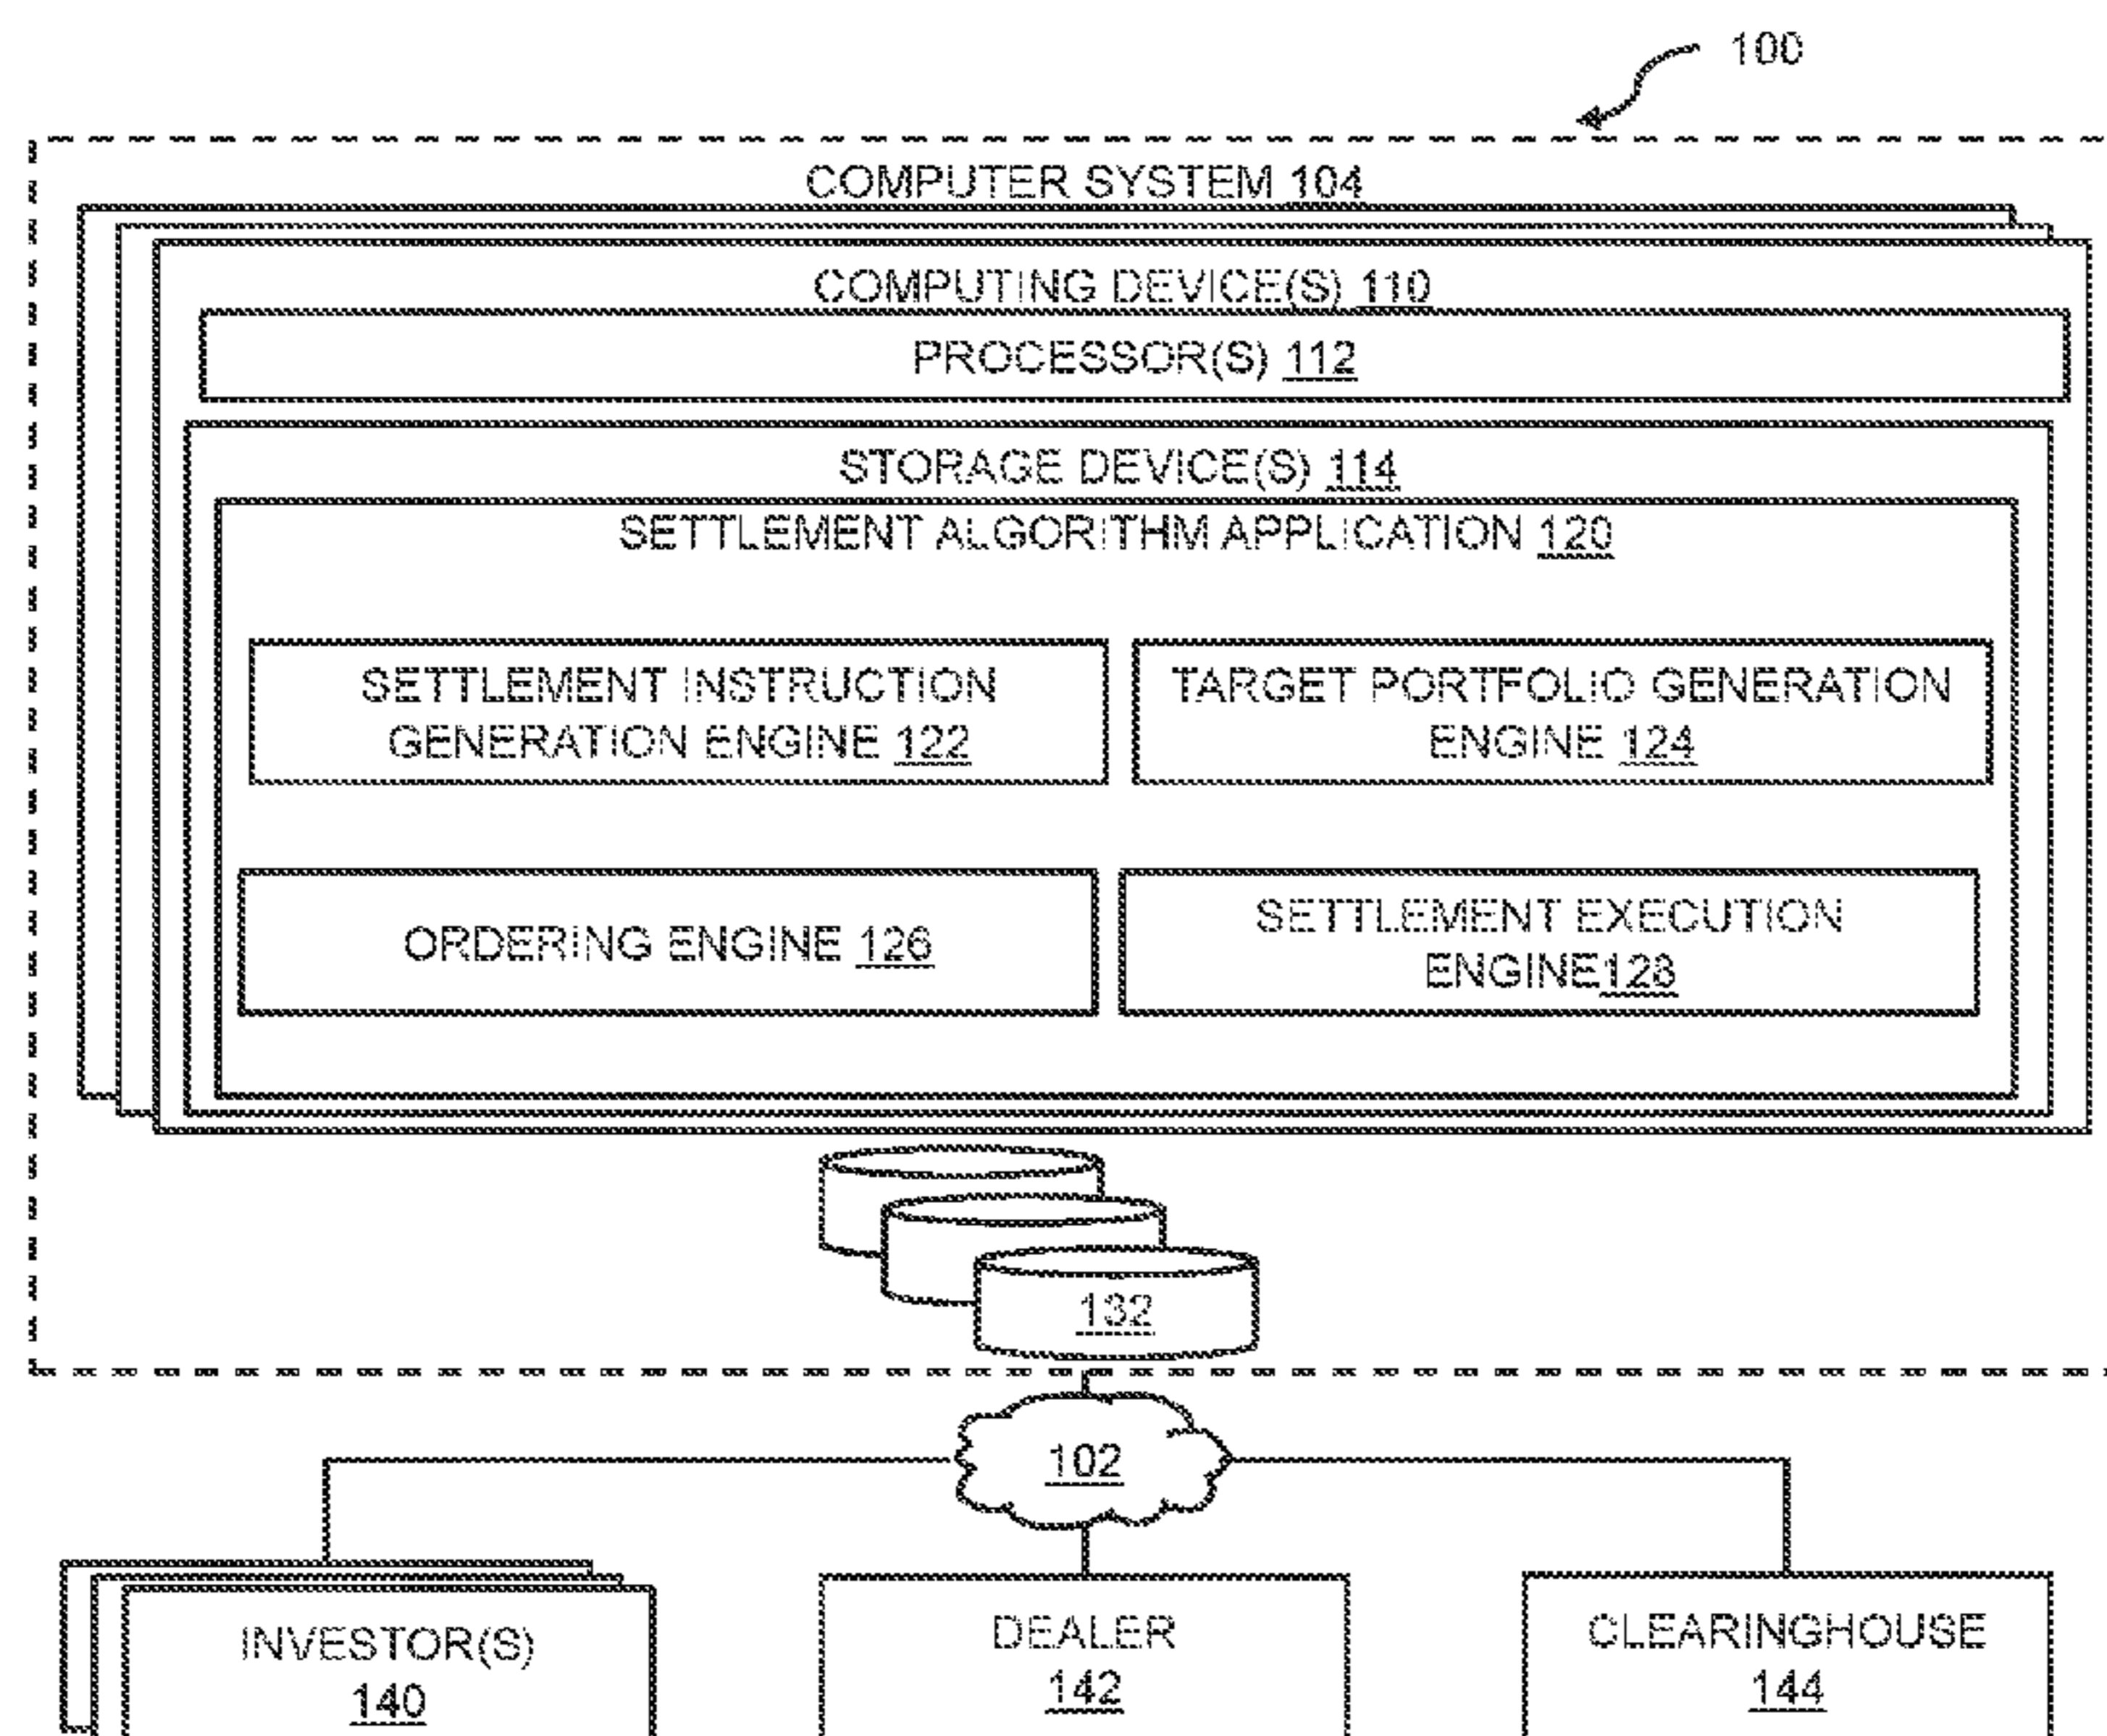 100
COMPUTER SYSTEM 104
COMPUTING DEVICE(S) 110
PROCESSOR(S) 112
STORAGE DEVICE(S) 114
SETTLEMENT ALGORITHM APPLICATION 120
SETTLEMENT INSTRUCTION
GENERATION ENGINE 122
TARGET PORTFOLIO GENERATION
ENGINE 124
ORDERING ENGINE 126
SETTLEMENT EXECUTION
ENGINE128
132
102
INVESTOR(S)
140
DEALER
142
CLEARINGHOUSE
144